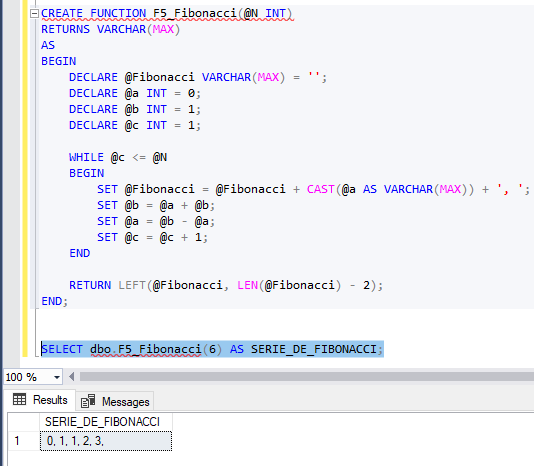 CREATE FUNCTION F5_Fibonacci(@N INT)
RETURNS VARCHAR(MAX)
AS
BEGIN
DECLARE @Fibonacci VARCHAR(MAX) = '';
DECLARE @a INT = 0;
DECLARE @b INT = 1;
DECLARE @c INT = 1;
WHILE @c <= @N
BEGIN
SET @Fibonacci = @Fibonacci + CAST(@a AS VARCHAR(MAX)) + ', ';
SET @b = @a + @b;
SET @a = @b - @a;
SET @c = @c + 1;
END
RETURN LEFT(@Fibonacci, LEN(@Fibonacci) - 2);
END;
SELECT dbo.F5_Fibonacci(6) AS SERIE_DE_FIBONACCI;
100 %
Results Messages
SERIE_DE_FIBONACCI
1 0, 1, 1, 2, 3,